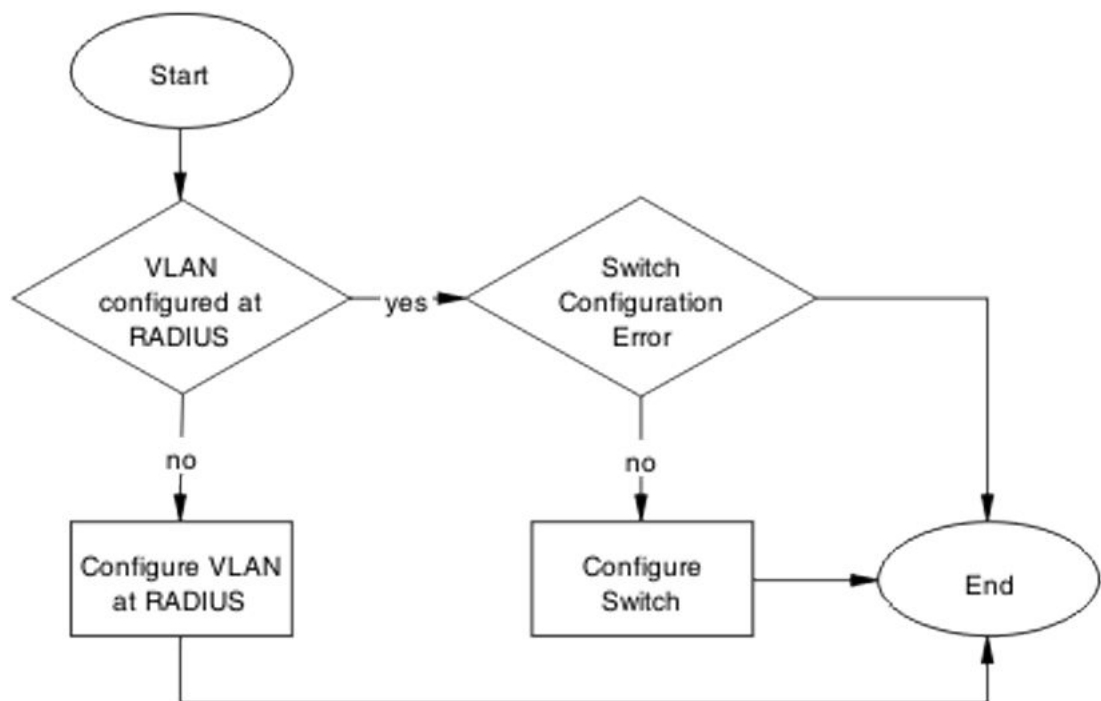 Start
VLAN
configured at
RADIUS
yes
Switch
Configuration
Error
no
no
Configure VLAN
at RADIUS
Configure
Switch
End